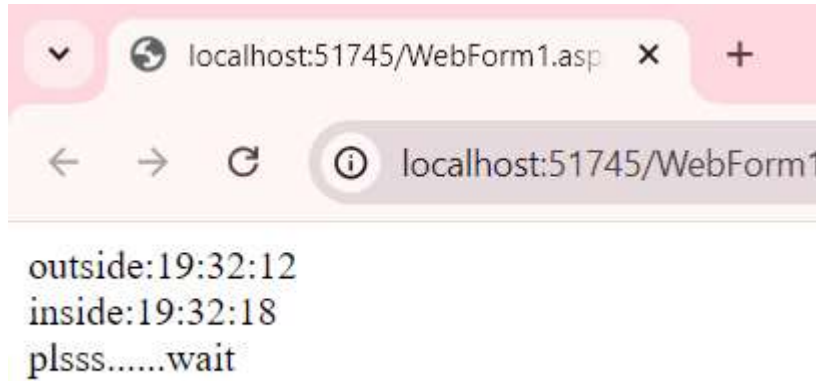 localhost:51745/WebForm1.asp
localhost:51745/WebForm1
outside:19:32:12
inside:19:32:18
plsss......wait